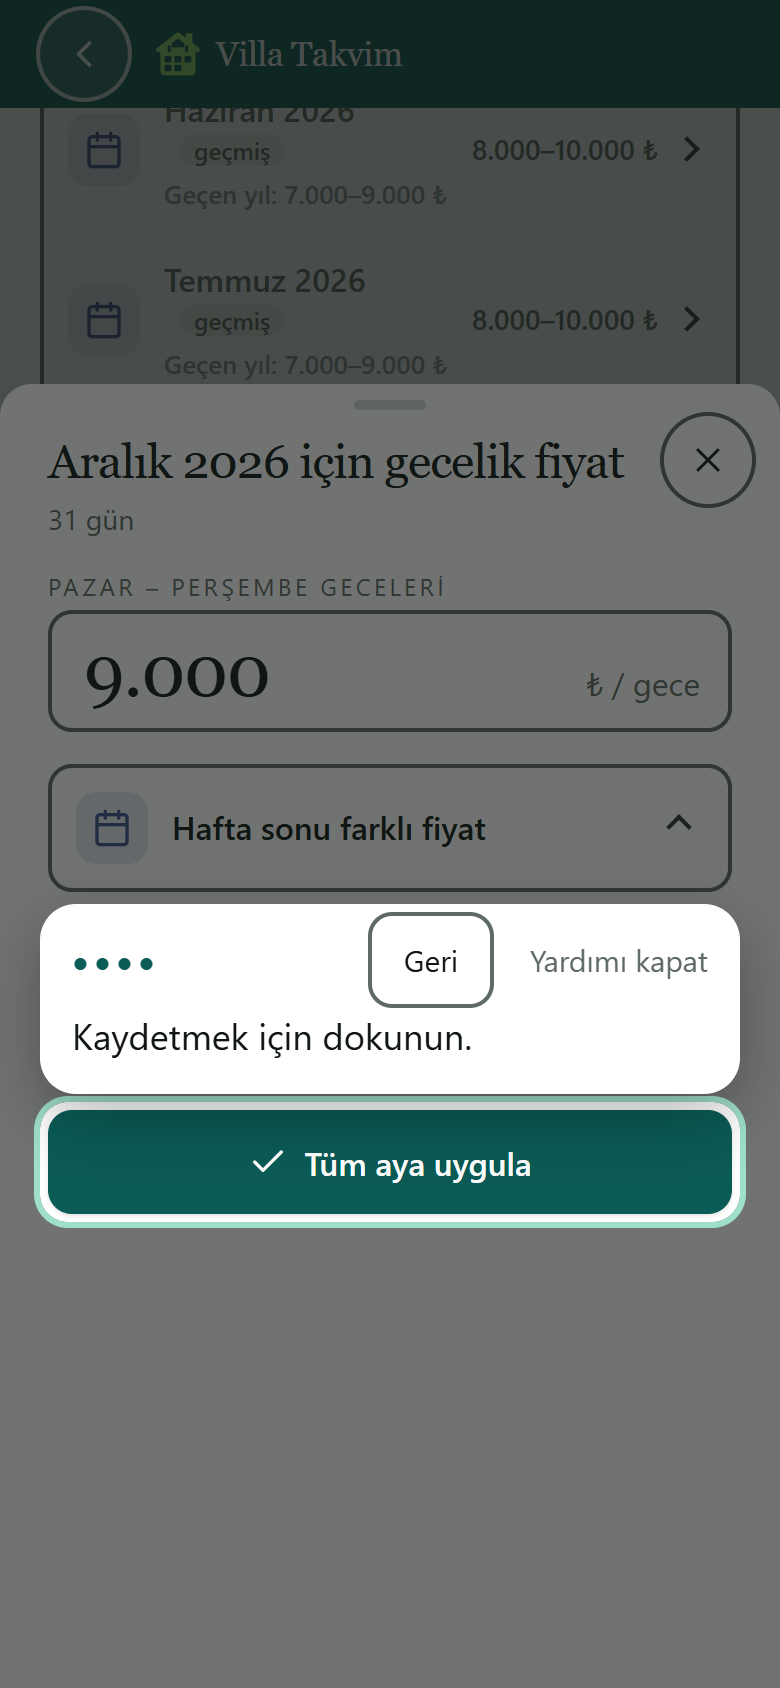 Villa Takvim
Haziran 2026
geçmiş
8.000–10.000 ₺
Geçen yıl: 7.000–9.000 ₺
Temmuz 2026
geçmiş
8.000–10.000 ₺
Geçen yıl: 7.000–9.000 ₺
Aralık 2026 için gecelik fiyat
31 gün
PAZAR – PERŞEMBE GECELERİ
9.000
₺ / gece
Hafta sonu farklı fiyat
Geri
Yardımı kapat
Kaydetmek için dokunun.
Tüm aya uygula